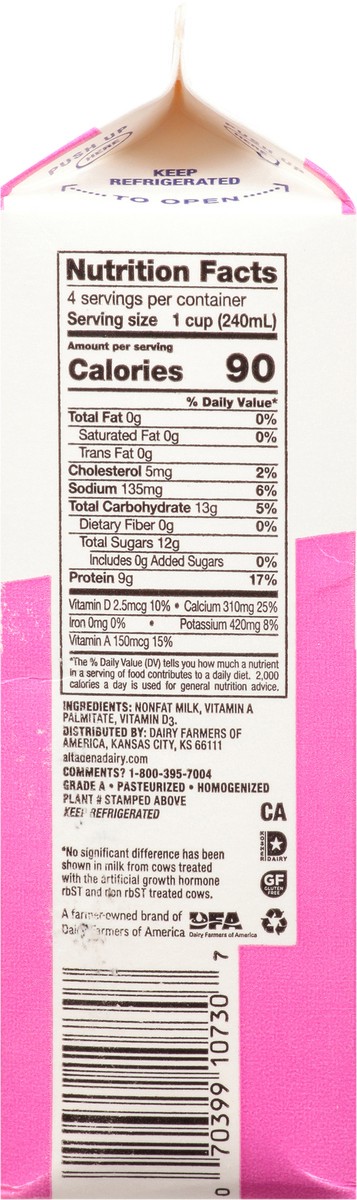 PUSH UP
HERE
KEEP
REFRIGERATED
TO OPEN
Nutrition Facts
4 servings per container
Serving size 1 cup (240mL)
Amount per serving
Calories 90
% Daily Value*
Total Fat 0g 0%
Saturated Fat 0g 0%
Trans Fat 0g
Cholesterol 5mg 2%
Sodium 135mg 6%
Total Carbohydrate 13g 5%
Dietary Fiber 0g 0%
Total Sugars 12g
Includes 0g Added Sugars 0%
Protein 9g 17%
Vitamin D 2.5mcg 10% • Calcium 310mg 25%
Iron 0mg 0% • Potassium 420mg 8%
Vitamin A 150mcg 15%
*The % Daily Value (DV) tells you how much a nutrient
in a serving of food contributes to a daily diet. 2,000
calories a day is used for general nutrition advice.
INGREDIENTS: NONFAT MILK, VITAMIN A
PALMITATE, VITAMIN D3.
DISTRIBUTED BY: DAIRY FARMERS OF
AMERICA, KANSAS CITY, KS 66111
altadenadairy.com
COMMENTS? 1-800-395-7004
GRADE A • PASTEURIZED • HOMOGENIZED
PLANT # STAMPED ABOVE
KEEP REFRIGERATED
CA
KOSHER
D
DAIRY
GF
GLUTEN
FREE
*No significant difference has been
shown in milk from cows treated
with the artificial growth hormone
rbST and non rbST treated cows.
A farmer-owned brand of
Dairy Farmers of America
DFA
Dairy Farmers of America
0 70399 10730 7